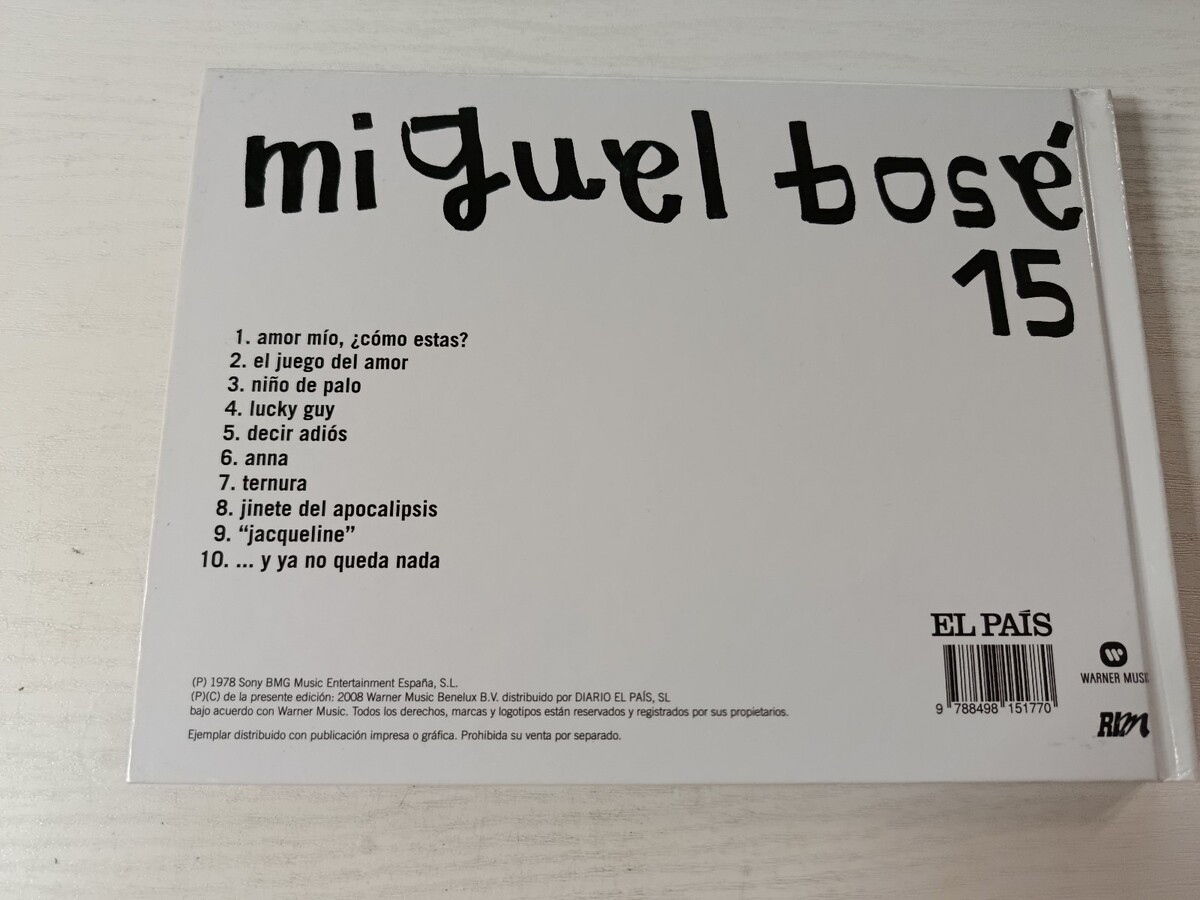 miguel bosé
15
1. amor mío, ¿cómo estas?
2. el juego del amor
3. niño de palo
4. lucky guy
5. decir adiós
6. anna
7. ternura
8. jinete del apocalipsis
9. “jacqueline”
10. ... y ya no queda nada
EL PAÍS
9 788498 151770
WARNER MUSIC
RLM
(P) 1978 Sony BMG Music Entertainment España, S.L.
(P)(C) de la presente edición: 2008 Warner Music Benelux B.V. distribuido por DIARIO EL PAÍS, SL
bajo acuerdo con Warner Music. Todos los derechos, marcas y logotipos están reservados y registrados por sus propietarios.
Ejemplar distribuido con publicación impresa o gráfica. Prohibida su venta por separado.